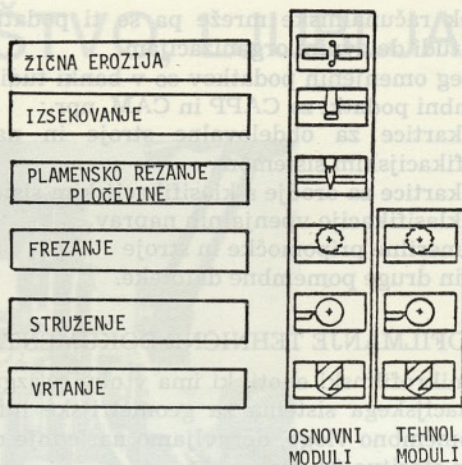 ŽIČNA EROZIJA
IZSEKOVANJE
PLAMENSKO REZANJE
PLOČEVINE
FREZANJE
STRUŽENJE
VRTANJE
OSNOVNI
MODULI
TEHNOL
MODULI